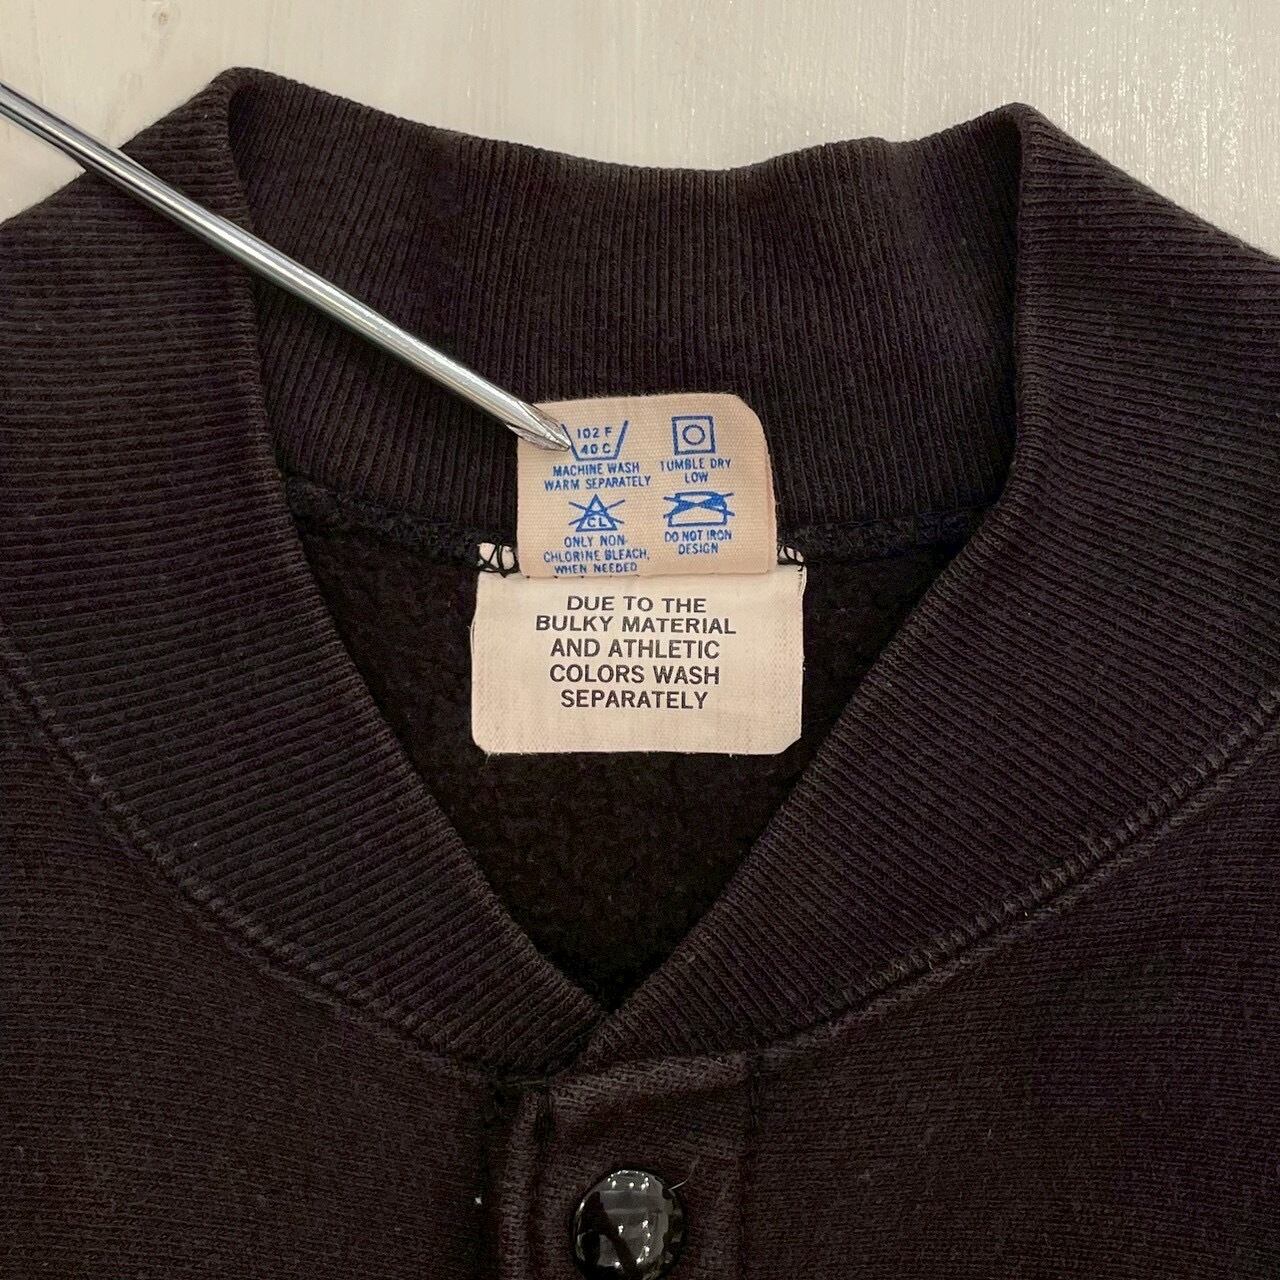 102 F
40 C
MACHINE WASH
WARM SEPARATELY
TUMBLE DRY
LOW
CL
ONLY NON-
CHLORINE BLEACH,
WHEN NEEDED
DO NOT IRON
DESIGN
DUE TO THE
BULKY MATERIAL
AND ATHLETIC
COLORS WASH
SEPARATELY